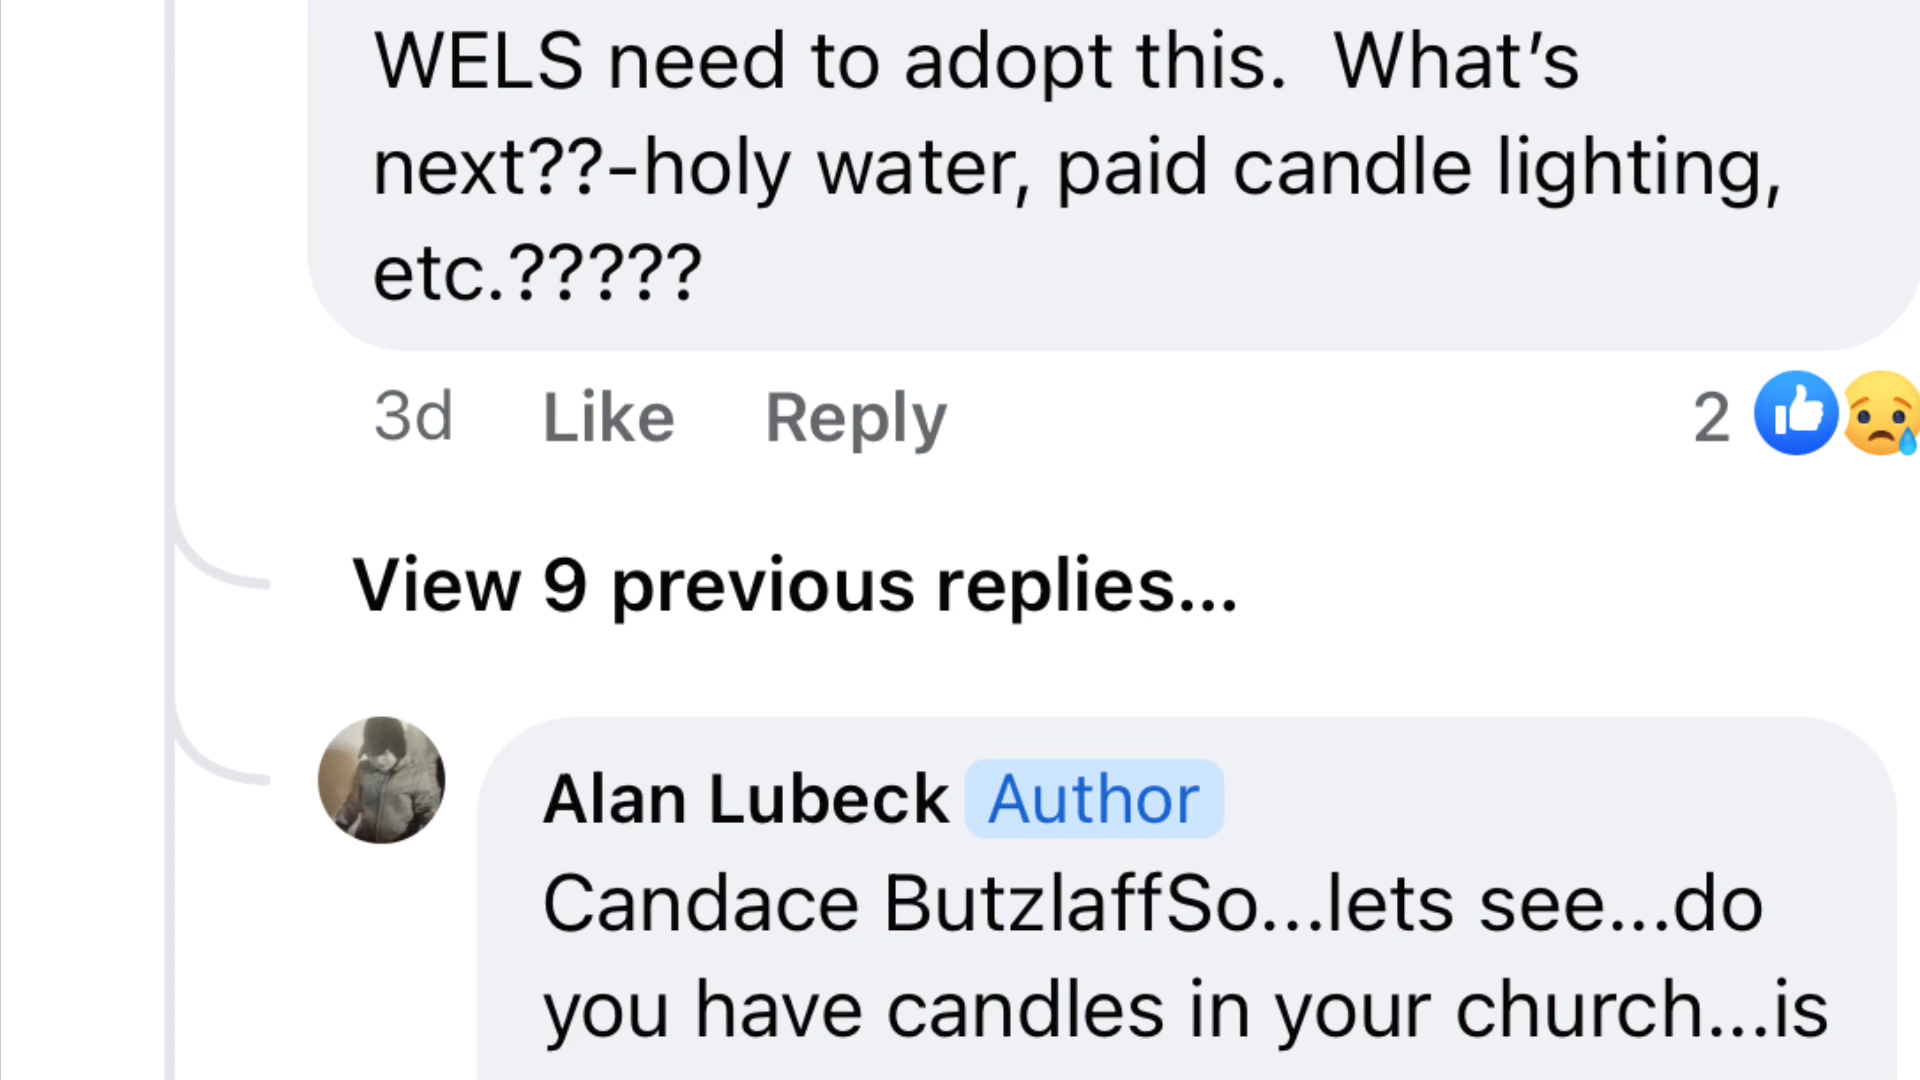 WELS need to adopt this.  What’s
next??-holy water, paid candle lighting,
etc.?????
3d Like Reply 2
View 9 previous replies...
Alan Lubeck Author
Candace ButzlaffSo...lets see...do
you have candles in your church...is